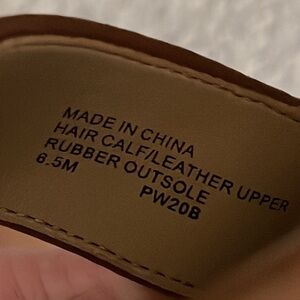 MADE IN CHINA
HAIR CALF/LEATHER UPPER
RUBBER OUTSOLE
6.5M
PW20B